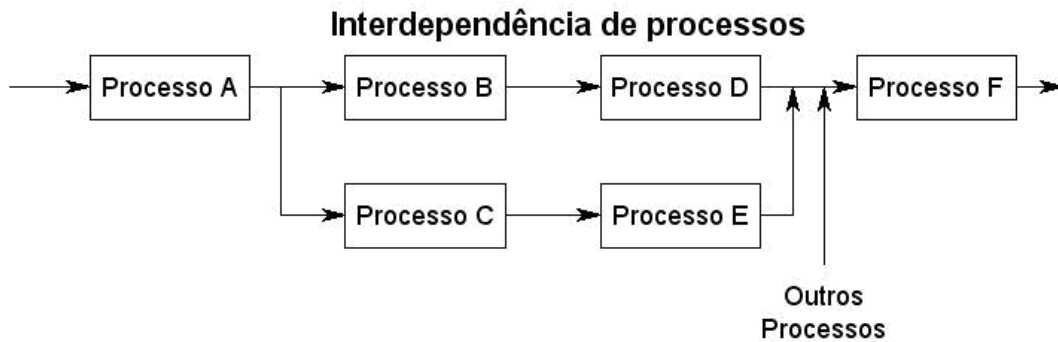 Interdependência de processos
Processo A
Processo B
Processo D
Processo F
Processo C
Processo E
Outros
Processos